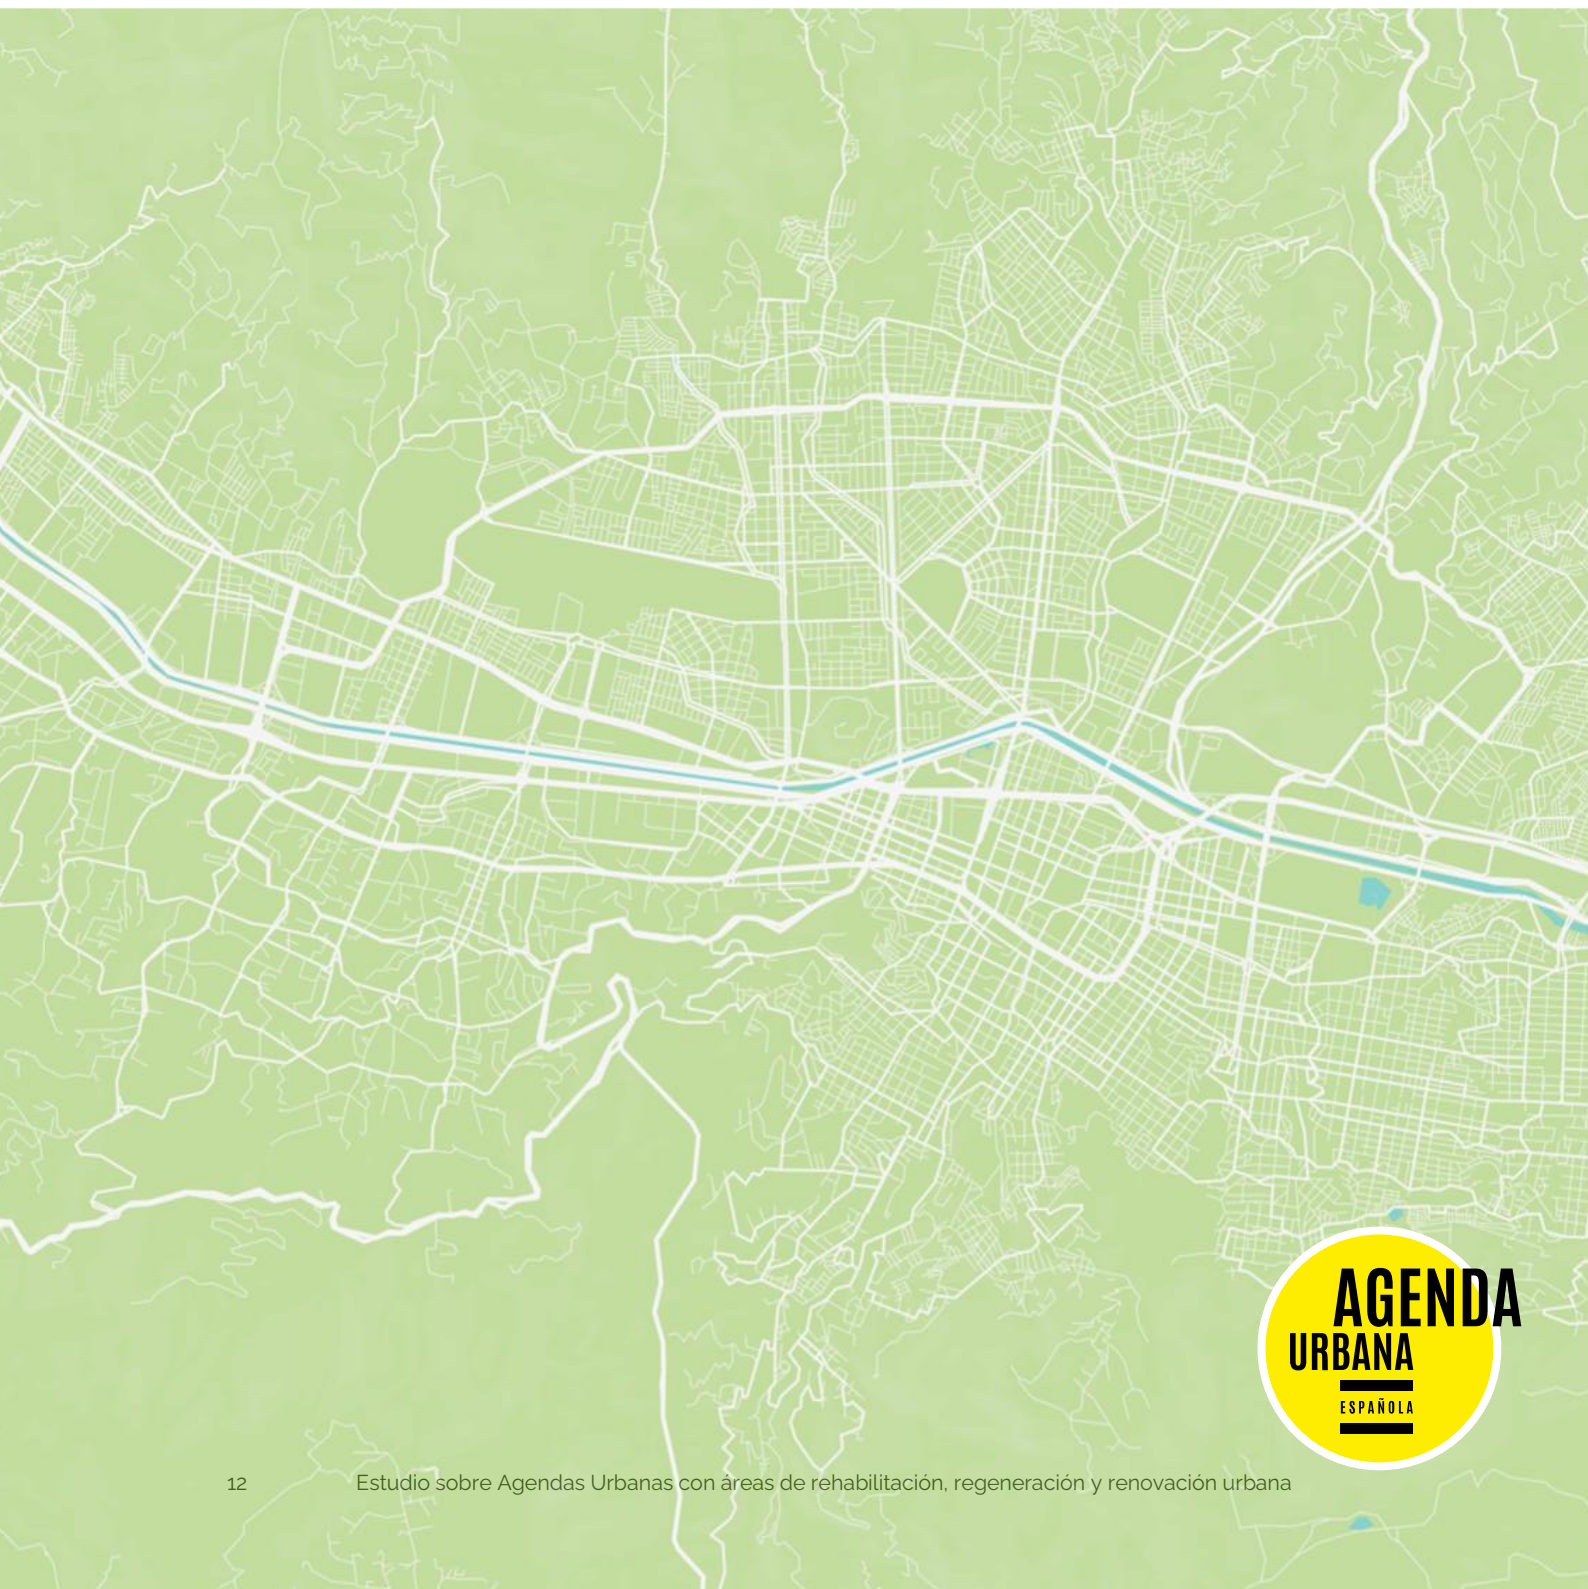 AGENDA
URBANA
ESPAÑOLA
12 Estudio sobre Agendas Urbanas con áreas de rehabilitación, regeneración y renovación urbana